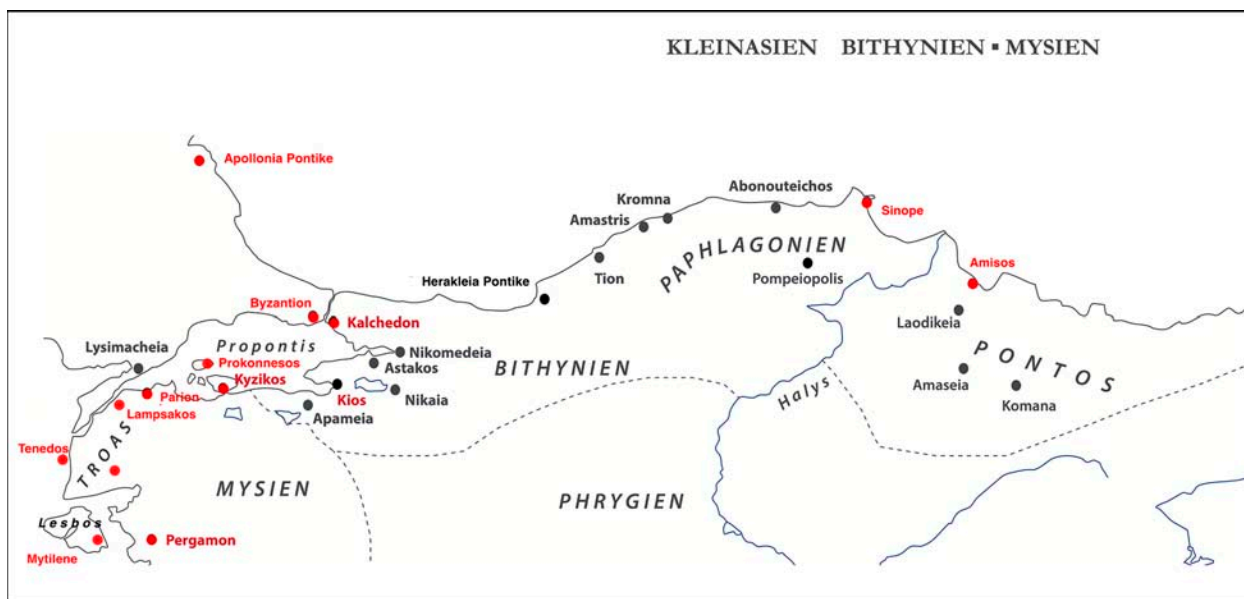 KLEINASIEN BITHYNIEN ▪ MYSIEN
Apollonia Pontike
Abonouteichos
Kromna
Sinope
Amastris
PAPHLAGONIEN
Tion
Pompeiopolis
Amisos
Herakleia Pontike
Byzantion
Kalchedon
Laodikeia
Propontis
Lysimacheia
Nikomedeia
Prokonnesos
Astakos
BITHYNIEN
PONTOS
Kyzikos
Amaseia
Halys
Parion
Kios
Nikaia
Komana
Lampsakos
Apameia
Tenedos
TROAS
MYSIEN
PHRYGIEN
Lesbos
Pergamon
Mytilene